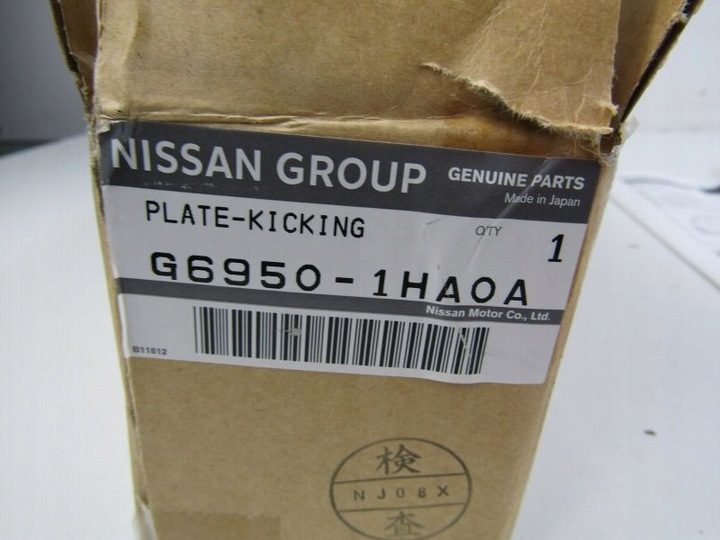 NISSAN GROUP GENUINE PARTS
Made in Japan
PLATE-KICKING Q'TY 1
G6950-1HA0A
Nissan Motor Co., Ltd.
B11612
検
NJ08X
査